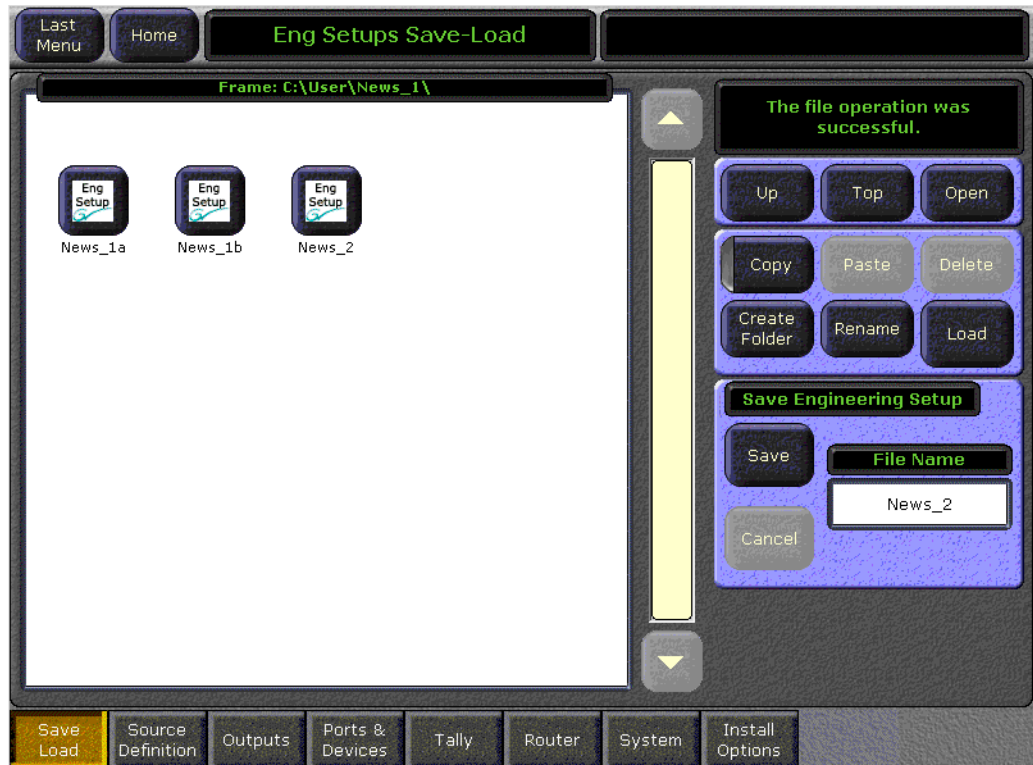 Last Menu
Home
Eng Setups Save-Load
Frame: C:\User\News_1\
The file operation was
successful.
Eng Setup
Eng Setup
Eng Setup
News_1a
News_1b
News_2
Up
Top
Open
Copy
Paste
Delete
Create Folder
Rename
Load
Save Engineering Setup
Save
File Name
News_2
Cancel
Save Load
Source Definition
Outputs
Ports & Devices
Tally
Router
System
Install Options